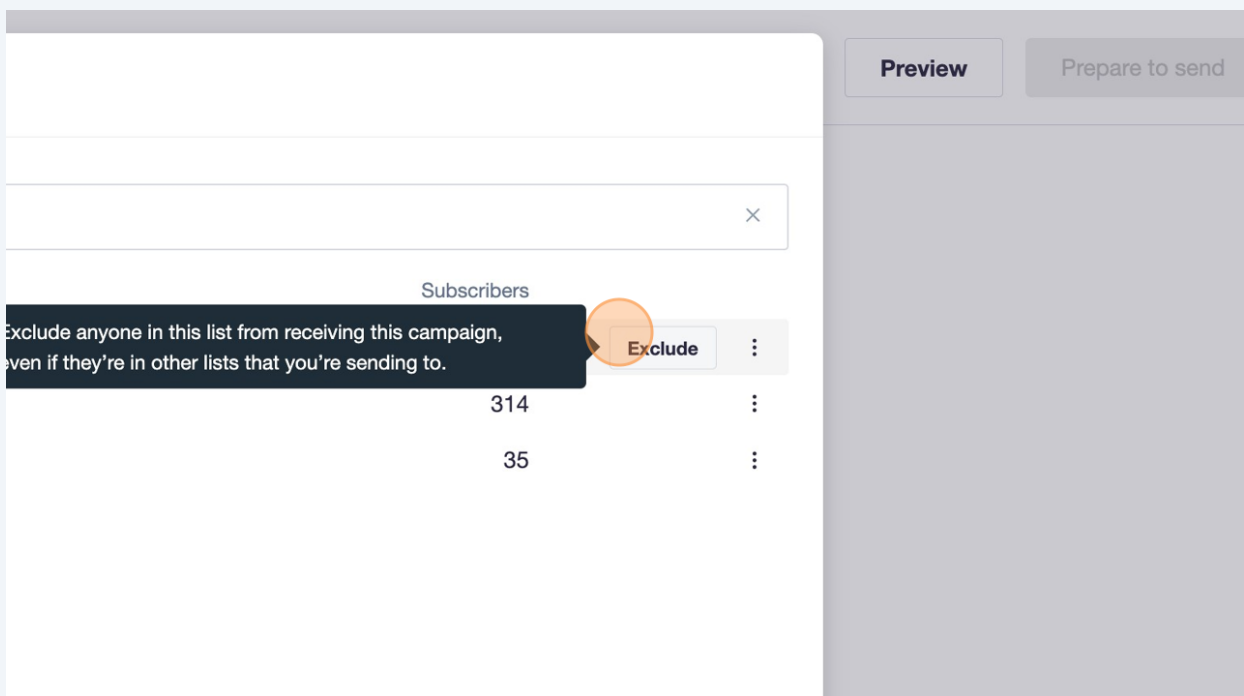 Preview
Prepare to send
Subscribers
Exclude anyone in this list from receiving this campaign,
even if they're in other lists that you're sending to.
Exclude
314
35